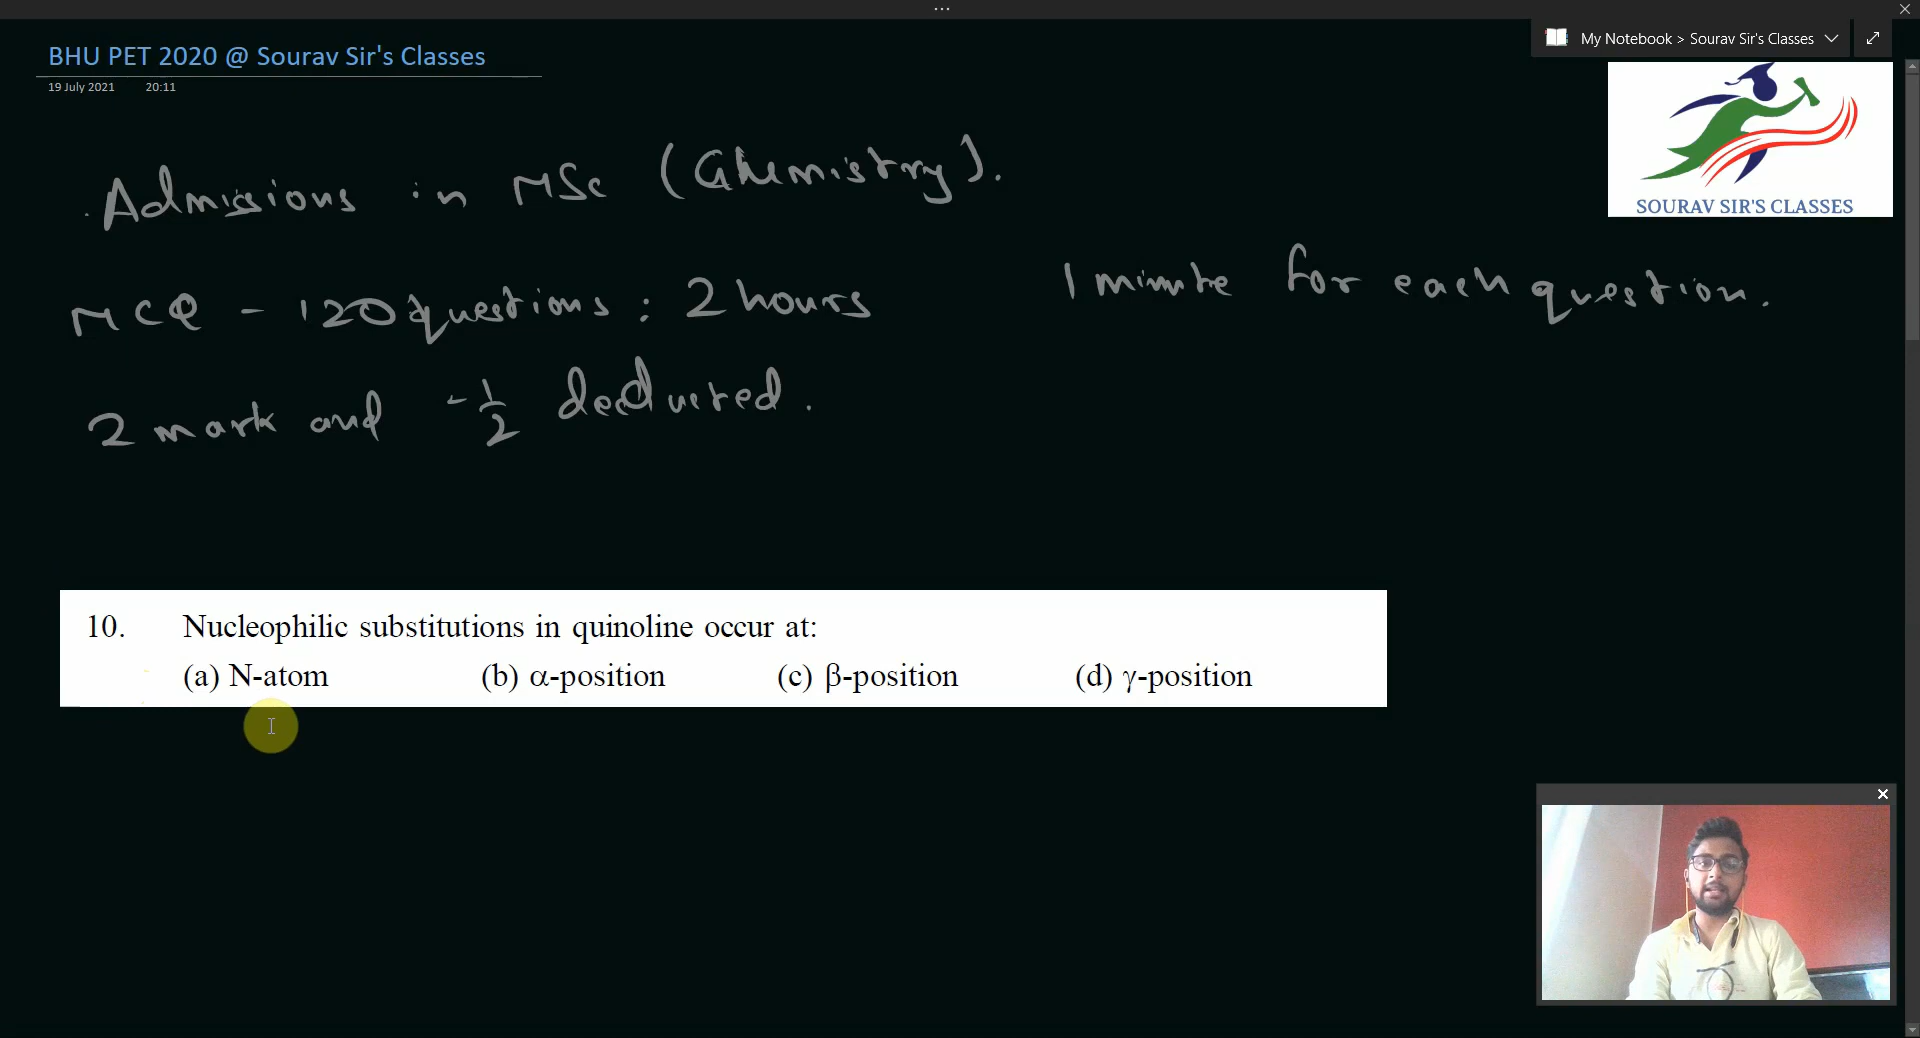 BHU PET 2020 @ Sourav Sir's Classes
19 July 2021 20:11
My Notebook > Sourav Sir's Classes
SOURAV SIR'S CLASSES
Admissions in MSc (Chemistry).
MCQ - 120 questions : 2 hours
1 minute for each question.
2 mark and -1/2 deducted.
10. Nucleophilic substitutions in quinoline occur at:
(a) N-atom (b) α-position (c) β-position (d) γ-position